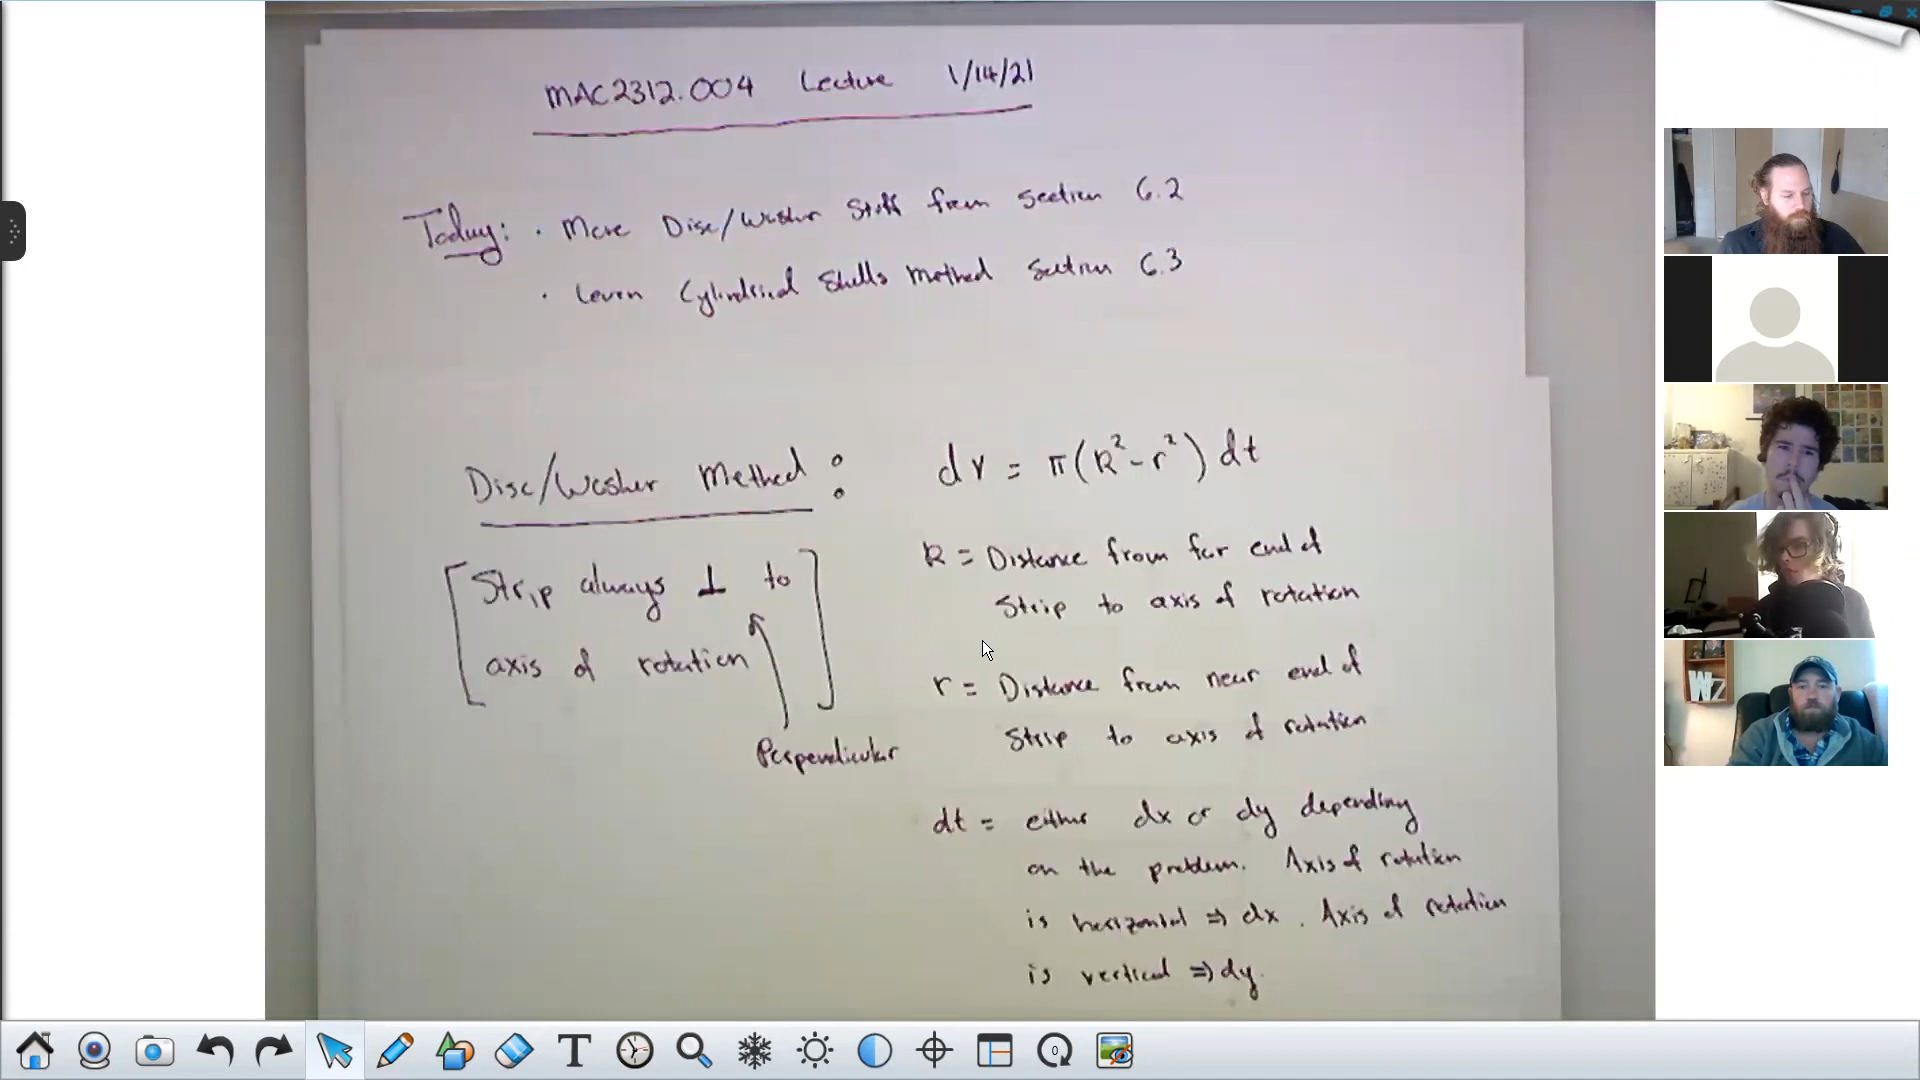 MAC2312.004 Lecture 1/14/21
Today: · More Disc/Washer Stuff from section 6.2
· Learn Cylindrical Shells Method Section 6.3
Disc/Washer Method :
[Strip always ⊥ to
axis of rotation]
Perpendicular
dV = π(R²-r²) dt
R = Distance from far end of
Strip to axis of rotation
r = Distance from near end of
Strip to axis of rotation
dt = either dx or dy depending
on the problem. Axis of rotation
is horizontal ⇒ dx. Axis of rotation
is vertical ⇒ dy.
W
T
0